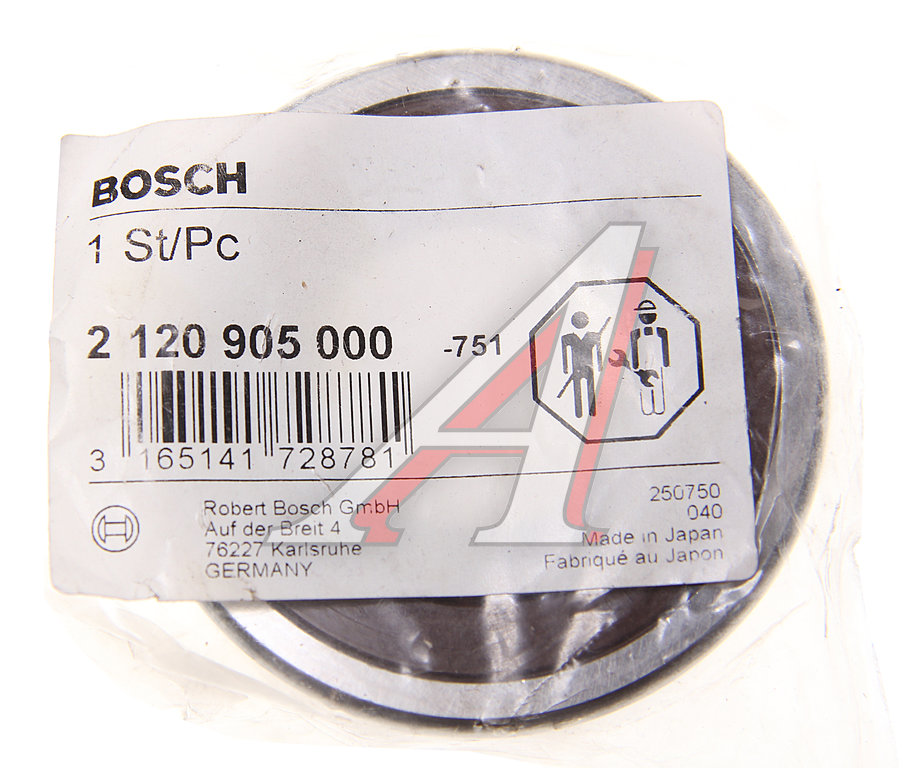 BOSCH
1 St/Pc
2 120 905 000 -751
3 165141 728781
Robert Bosch GmbH
Auf der Breit 4
76227 Karlsruhe
GERMANY
250750
040
Made in Japan
Fabriqué au Japon